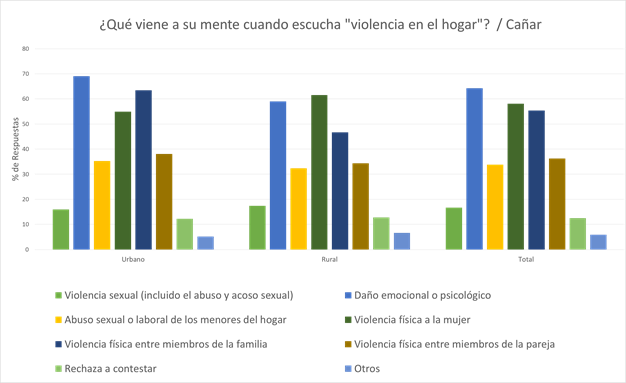 ¿Qué viene a su mente cuando escucha "violencia en el hogar"? / Cañar
80
70
60
50
40
30
20
10
0
% de Respuestas
Urbano Rural Total
Violencia sexual (incluido el abuso y acoso sexual) Daño emocional o psicológico
Abuso sexual o laboral de los menores del hogar Violencia física a la mujer
Violencia física entre miembros de la familia Violencia física entre miembros de la pareja
Rechaza a contestar Otros